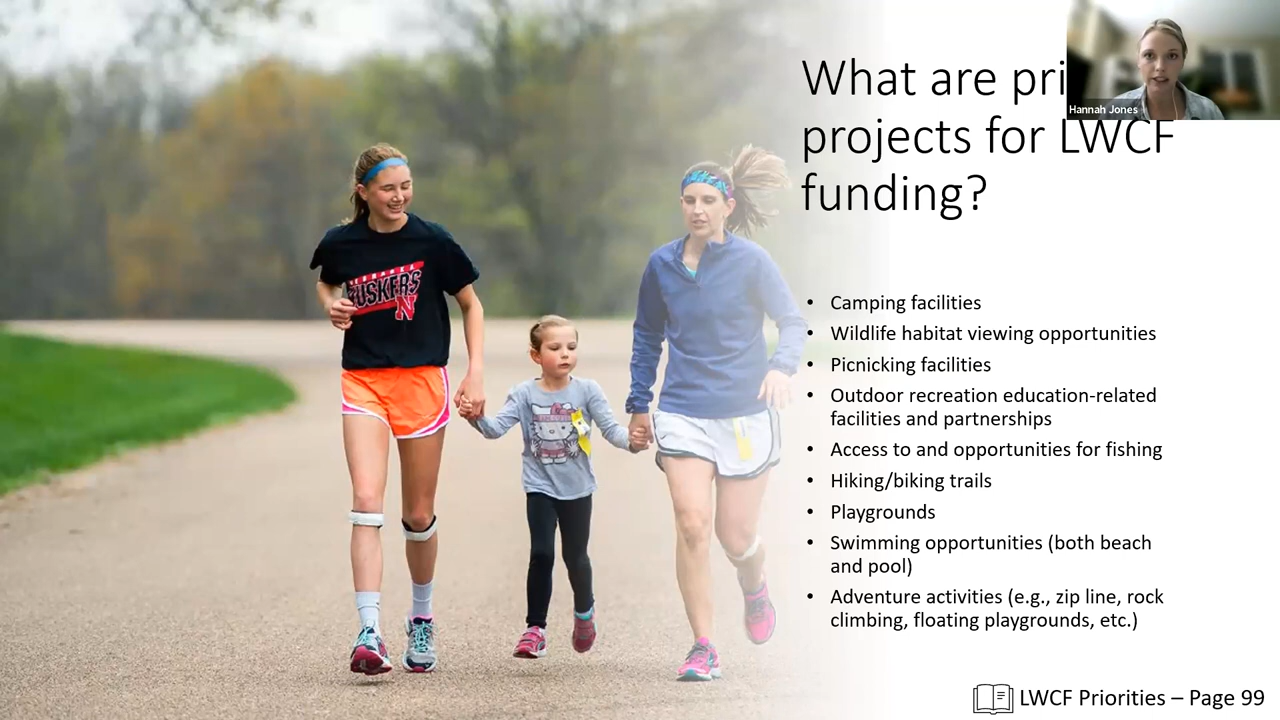 What are pri
Hannah Jones
projects for LWCF
funding?
HUSKERS
N
• Camping facilities
• Wildlife habitat viewing opportunities
• Picnicking facilities
• Outdoor recreation education-related
facilities and partnerships
• Access to and opportunities for fishing
• Hiking/biking trails
• Playgrounds
• Swimming opportunities (both beach
and pool)
• Adventure activities (e.g., zip line, rock
climbing, floating playgrounds, etc.)
LWCF Priorities – Page 99